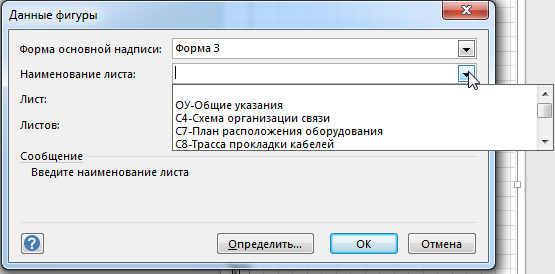 Данные фигуры
Форма основной надписи: Форма 3
Наименование листа:
Лист:
ОУ-Общие указания
С4-Схема организации связи
Листов:
С7-План расположения оборудования
С8-Трасса прокладки кабелей
Сообщение
Введите наименование листа
? Определить... ОК Отмена